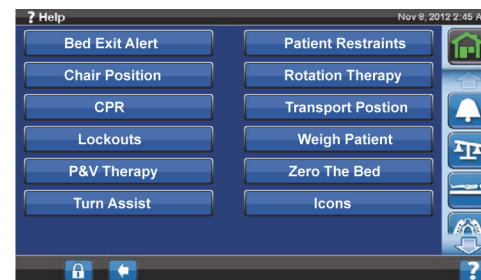 ? Help
Nov 8, 2012 2:45 A
Bed Exit Alert
Patient Restraints
Chair Position
Rotation Therapy
CPR
Transport Postion
Lockouts
Weigh Patient
P&V Therapy
Zero The Bed
Turn Assist
Icons
?